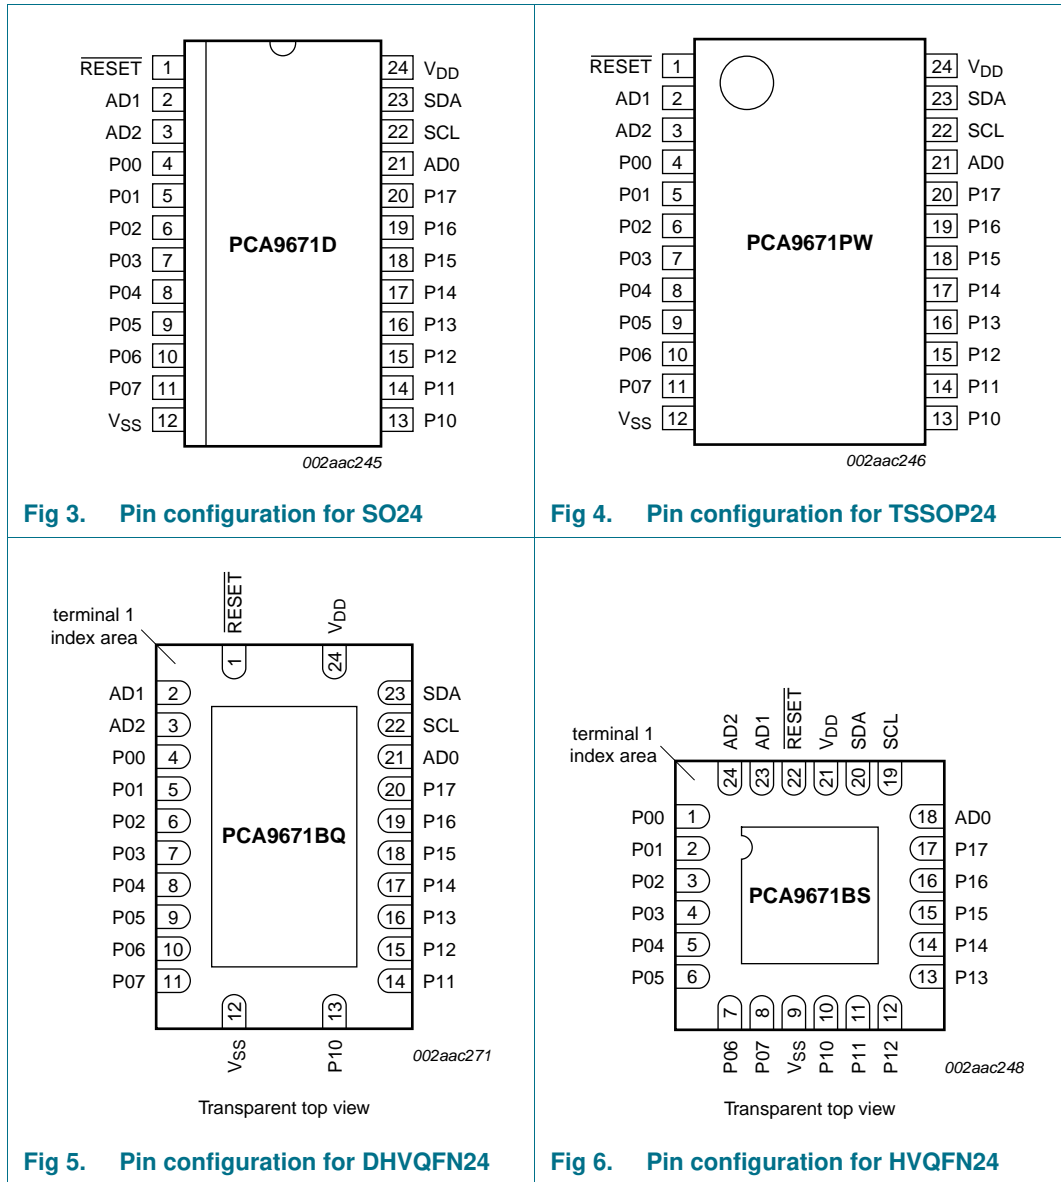 RESET 1
AD1 2
AD2 3
P00 4
P01 5
P02 6
P03 7
P04 8
P05 9
P06 10
P07 11
VSS 12
PCA9671D
24 VDD
23 SDA
22 SCL
21 AD0
20 P17
19 P16
18 P15
17 P14
16 P13
15 P12
14 P11
13 P10
002aac245
Fig 3. Pin configuration for SO24
RESET 1
AD1 2
AD2 3
P00 4
P01 5
P02 6
P03 7
P04 8
P05 9
P06 10
P07 11
VSS 12
PCA9671PW
24 VDD
23 SDA
22 SCL
21 AD0
20 P17
19 P16
18 P15
17 P14
16 P13
15 P12
14 P11
13 P10
002aac246
Fig 4. Pin configuration for TSSOP24
terminal 1
index area
RESET 1
VDD 24
AD1 2
AD2 3
P00 4
P01 5
P02 6
P03 7
P04 8
P05 9
P06 10
P07 11
PCA9671BQ
23 SDA
22 SCL
21 AD0
20 P17
19 P16
18 P15
17 P14
16 P13
15 P12
14 P11
VSS 12
P10 13
002aac271
Transparent top view
Fig 5. Pin configuration for DHVQFN24
terminal 1
index area
24 AD2
23 AD1
22 RESET
21 VDD
20 SDA
19 SCL
P00 1
P01 2
P02 3
P03 4
P04 5
P05 6
PCA9671BS
18 AD0
17 P17
16 P16
15 P15
14 P14
13 P13
P06 7
P07 8
VSS 9
P10 10
P11 11
P12 12
002aac248
Transparent top view
Fig 6. Pin configuration for HVQFN24